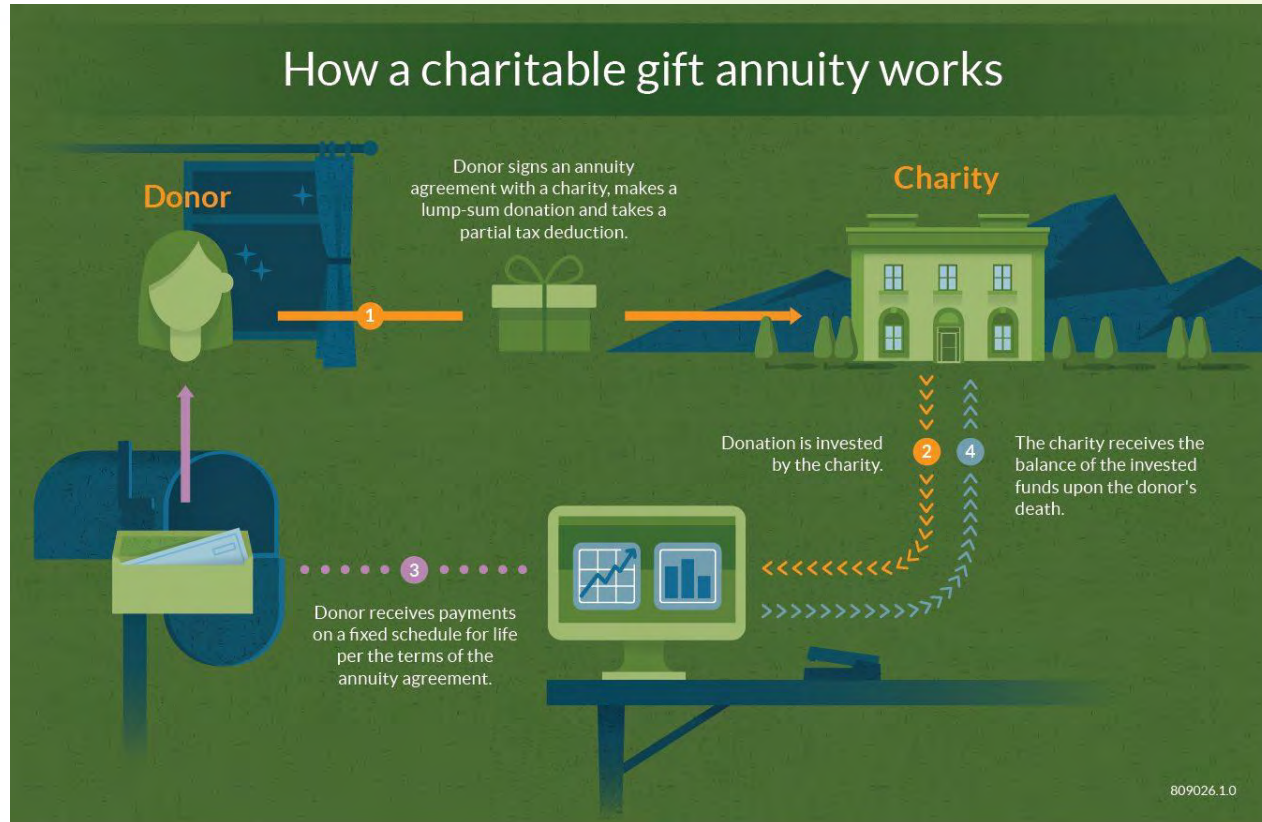 How a charitable gift annuity works
Donor
Donor signs an annuity
agreement with a charity, makes a
lump-sum donation and takes a
partial tax deduction.
Charity
1
Donation is invested
by the charity.
2
4
The charity receives the
balance of the invested
funds upon the donor's
death.
3
Donor receives payments
on a fixed schedule for life
per the terms of the
annuity agreement.
809026.1.0